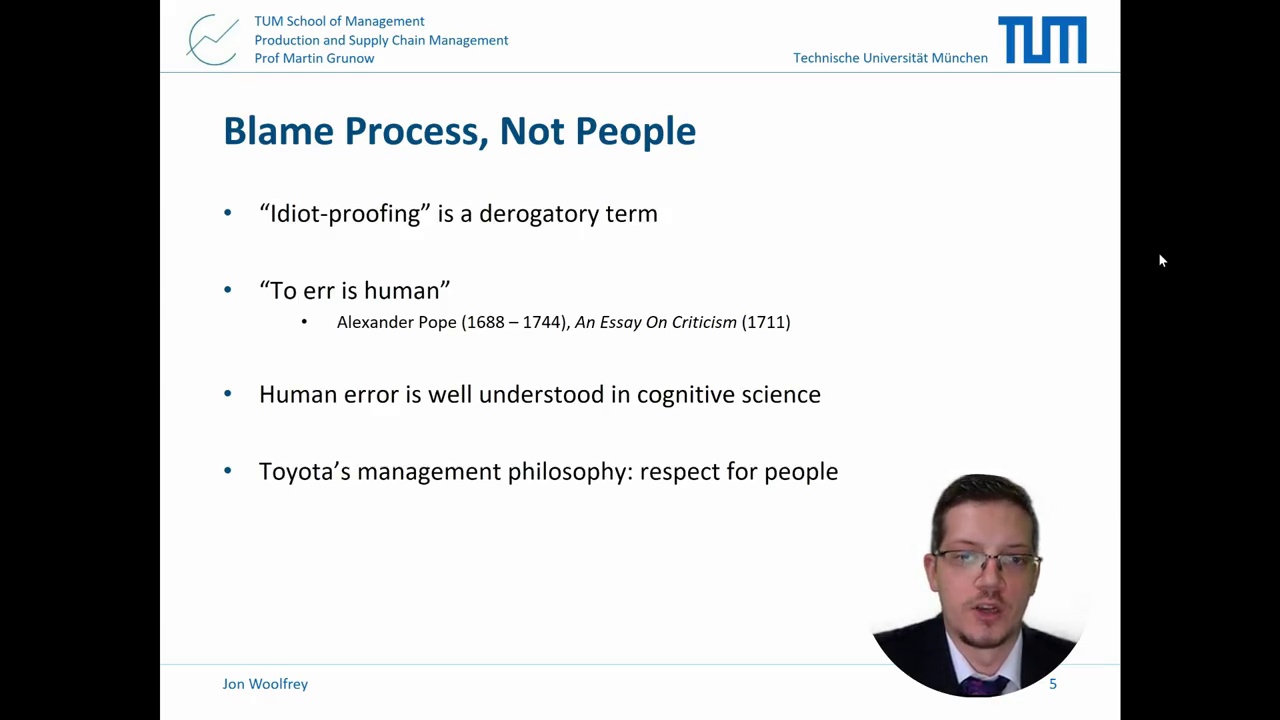 TUM School of Management
Production and Supply Chain Management
Prof Martin Grunow
Technische Universität München
TUM
Blame Process, Not People
• “Idiot-proofing” is a derogatory term
• “To err is human”
• Alexander Pope (1688 – 1744), An Essay On Criticism (1711)
• Human error is well understood in cognitive science
• Toyota’s management philosophy: respect for people
Jon Woolfrey
5